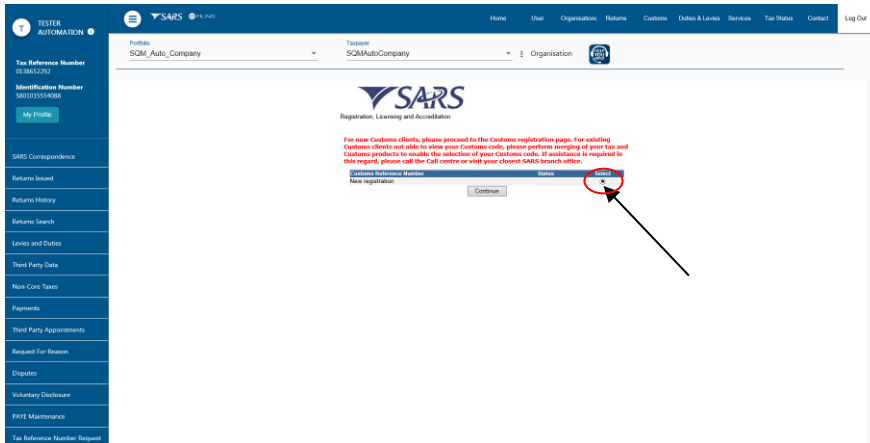 T
TESTER
AUTOMATION
Tax Reference Number
0138652292
Identification Number
5801015554088
My Profile
SARS Correspondence
Returns Issued
Returns History
Returns Search
Levies and Duties
Third Party Data
Non-Core Taxes
Payments
Third Party Appointments
Request For Reason
Disputes
Voluntary Disclosure
PAYE Maintenance
Tax Reference Number Request
SARS eFILING
Home User Organisations Returns Customs Duties & Levies Services Tax Status Contact Log Out
Portfolio
SQM_Auto_Company
Taxpayer
SQMAutoCompany
Organisation
HELP YOU
SARS
Registration, Licensing and Accreditation
For new Customs clients, please proceed to the Customs registration page. For existing
Customs clients not able to view your Customs code, please perform merging of your tax and
Customs products to enable the selection of your Customs code. If assistance is required in
this regard, please call the Call centre or visit your closest SARS branch office.
Customs Reference Number Status Select
New registration
Continue